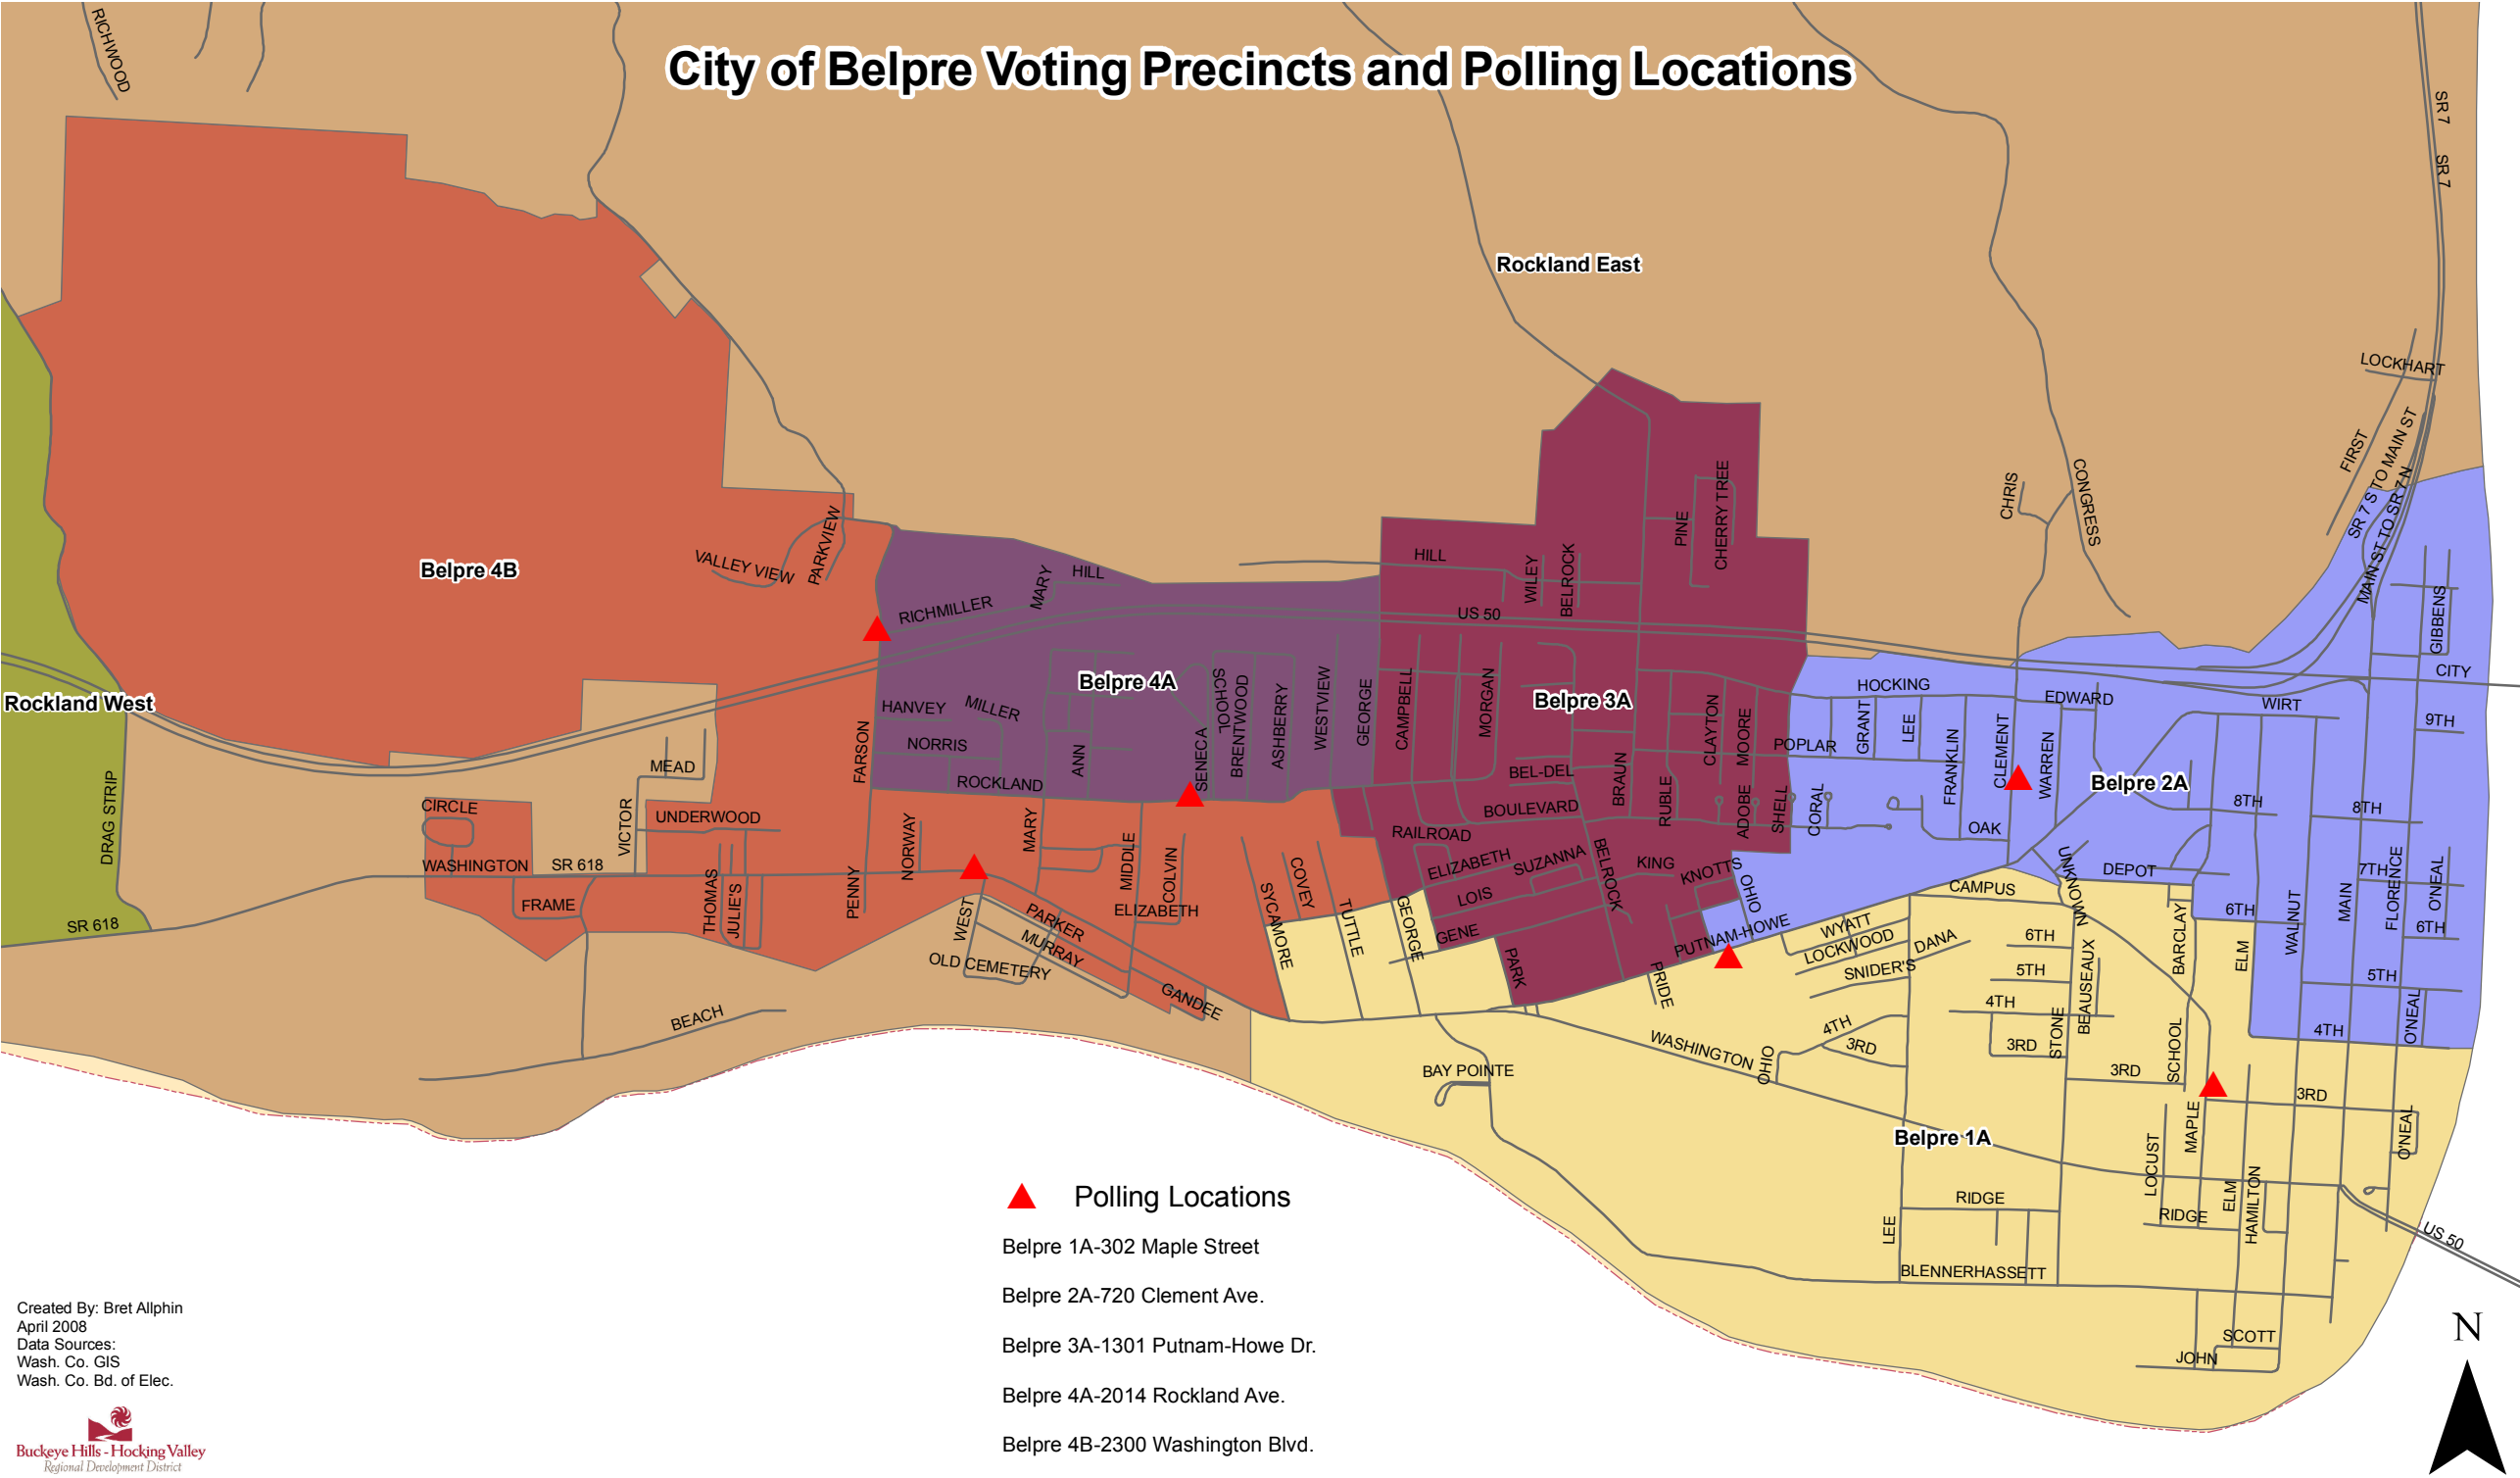 City of Belpre Voting Precincts and Polling Locations
RICHWOOD
SR 7
SR 7
Rockland East
LOCKHART
FIRST
SR 7 S TO MAIN ST
MAIN ST TO SR 7 N
CHRIS
CONGRESS
Belpre 4B
VALLEY VIEW
PARKVIEW
RICHMILLER
MARY
HILL
HILL
WILEY
BELROCK
PINE
CHERRY TREE
US 50
GIBBENS
CITY
Rockland West
Belpre 4A
Belpre 3A
HANVEY
MILLER
NORRIS
ROCKLAND
FARSON
ANN
SENECA
SCHOOL
BRENTWOOD
ASHBERRY
WESTVIEW
GEORGE
CAMPBELL
MORGAN
CLAYTON
MOORE
HOCKING
EDWARD
WIRT
9TH
POPLAR
GRANT
LEE
FRANKLIN
CLEMENT
WARREN
Belpre 2A
MEAD
DRAG STRIP
CIRCLE
VICTOR
UNDERWOOD
BEL-DEL
BOULEVARD
BRAUN
RUBLE
ADOBE
SHELL
CORAL
OAK
8TH
8TH
WASHINGTON
SR 618
NORWAY
MARY
MIDDLE
COLVIN
RAILROAD
ELIZABETH
SUZANNA
BELROCK
KING
KNOTTS
OHIO
UNKNOWN
DEPOT
7TH
FLORENCE
O'NEAL
FRAME
THOMAS
JULIE'S
PENNY
ELIZABETH
SYCAMORE
COVEY
TUTTLE
GEORGE
LOIS
GENE
PARK
PRIDE
PUTNAM-HOWE
CAMPUS
WYATT
LOCKWOOD
DANA
SNIDER'S
6TH
5TH
4TH
3RD
BARCLAY
6TH
ELM
WALNUT
MAIN
6TH
5TH
4TH
O'NEAL
SR 618
WEST
PARKER
MURRAY
OLD CEMETERY
GANDEE
BEACH
BAY POINTE
WASHINGTON
OHIO
4TH
3RD
STONE
BEAUSEAUX
SCHOOL
3RD
MAPLE
3RD
O'NEAL
Belpre 1A
LOCUST
ELM
HAMILTON
RIDGE
RIDGE
LEE
US 50
BLENNERHASSETT
SCOTT
JOHN
Polling Locations
Belpre 1A-302 Maple Street
Belpre 2A-720 Clement Ave.
Belpre 3A-1301 Putnam-Howe Dr.
Belpre 4A-2014 Rockland Ave.
Belpre 4B-2300 Washington Blvd.
Created By: Bret Allphin
April 2008
Data Sources:
Wash. Co. GIS
Wash. Co. Bd. of Elec.
Buckeye Hills - Hocking Valley
Regional Development District
N